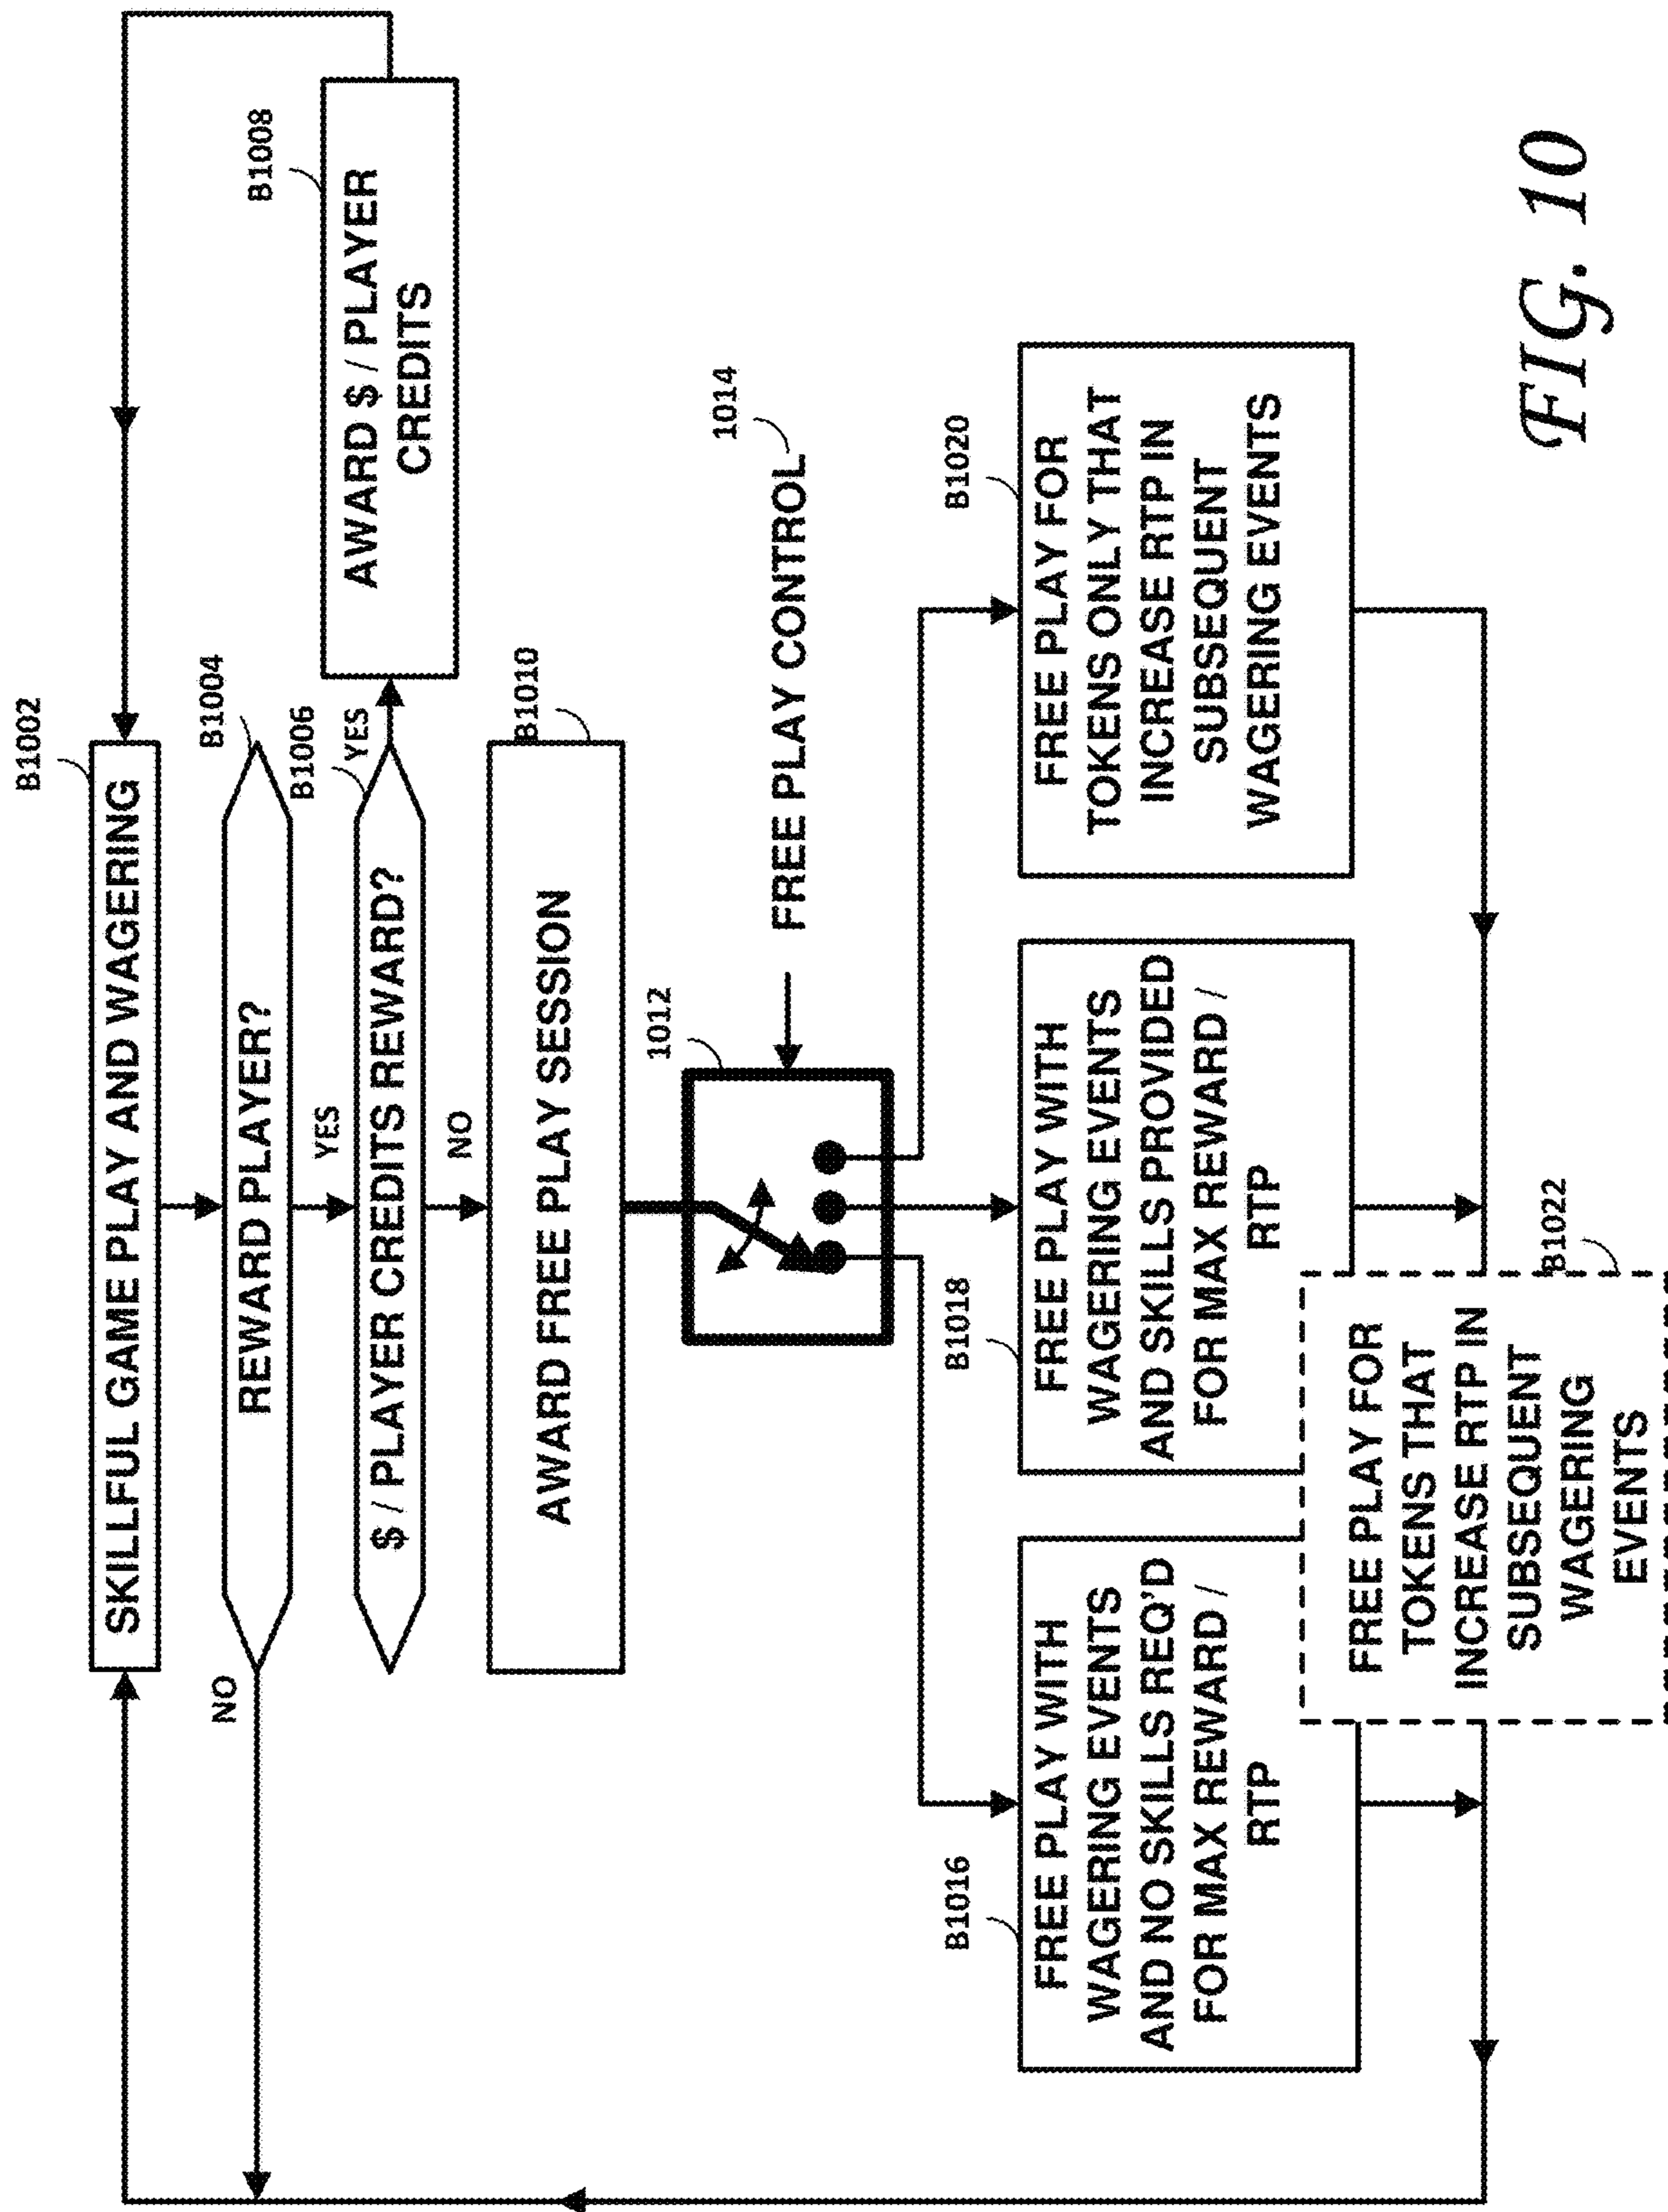 B1002
SKILLFUL GAME PLAY AND WAGERING
NO
B1004
REWARD PLAYER?
YES
B1006
$ / PLAYER CREDITS REWARD?
YES
B1008
AWARD $ / PLAYER
CREDITS
NO
B1010
AWARD FREE PLAY SESSION
1012
1014
FREE PLAY CONTROL
B1016
FREE PLAY WITH
WAGERING EVENTS
AND NO SKILLS REQ'D
FOR MAX REWARD /
RTP
B1018
FREE PLAY WITH
WAGERING EVENTS
AND SKILLS PROVIDED
FOR MAX REWARD /
RTP
B1020
FREE PLAY FOR
TOKENS ONLY THAT
INCREASE RTP IN
SUBSEQUENT
WAGERING EVENTS
B1022
FREE PLAY FOR
TOKENS THAT
INCREASE RTP IN
SUBSEQUENT
WAGERING
EVENTS
FIG. 10